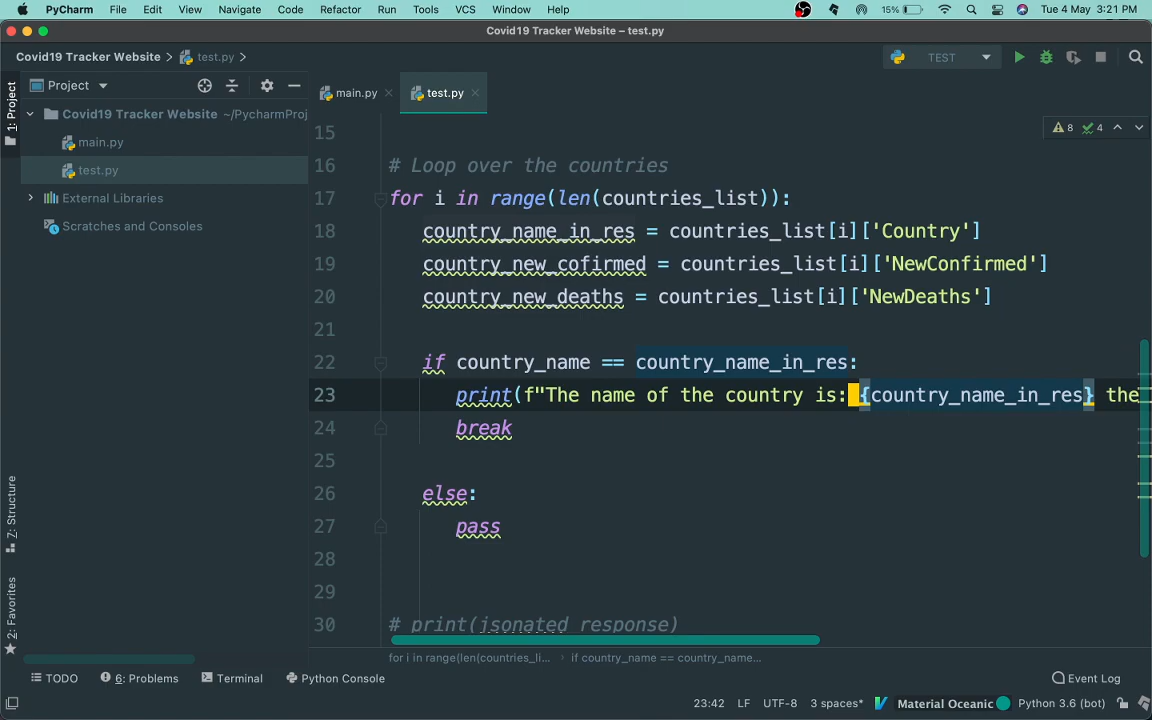 PyCharm File Edit View Navigate Code Refactor Run Tools VCS Window Help 15% Tue 4 May 3:21 PM
Covid19 Tracker Website – test.py
Covid19 Tracker Website test.py TEST
Project main.py test.py
1: Project
Covid19 Tracker Website ~/PycharmProj
main.py
test.py
External Libraries
Scratches and Consoles
8 4
15
16 # Loop over the countries
17 for i in range(len(countries_list)):
18 country_name_in_res = countries_list[i]['Country']
19 country_new_cofirmed = countries_list[i]['NewConfirmed']
20 country_new_deaths = countries_list[i]['NewDeaths']
21
22 if country_name == country_name_in_res:
23 print(f"The name of the country is: {country_name_in_res} the
24 break
25
26 else:
27 pass
28
29
30 # print(jsonated_response)
7: Structure
2: Favorites
for i in range(len(countries_li... if country_name == country_name...
TODO 6: Problems Terminal Python Console Event Log
23:42 LF UTF-8 3 spaces* Material Oceanic Python 3.6 (bot)